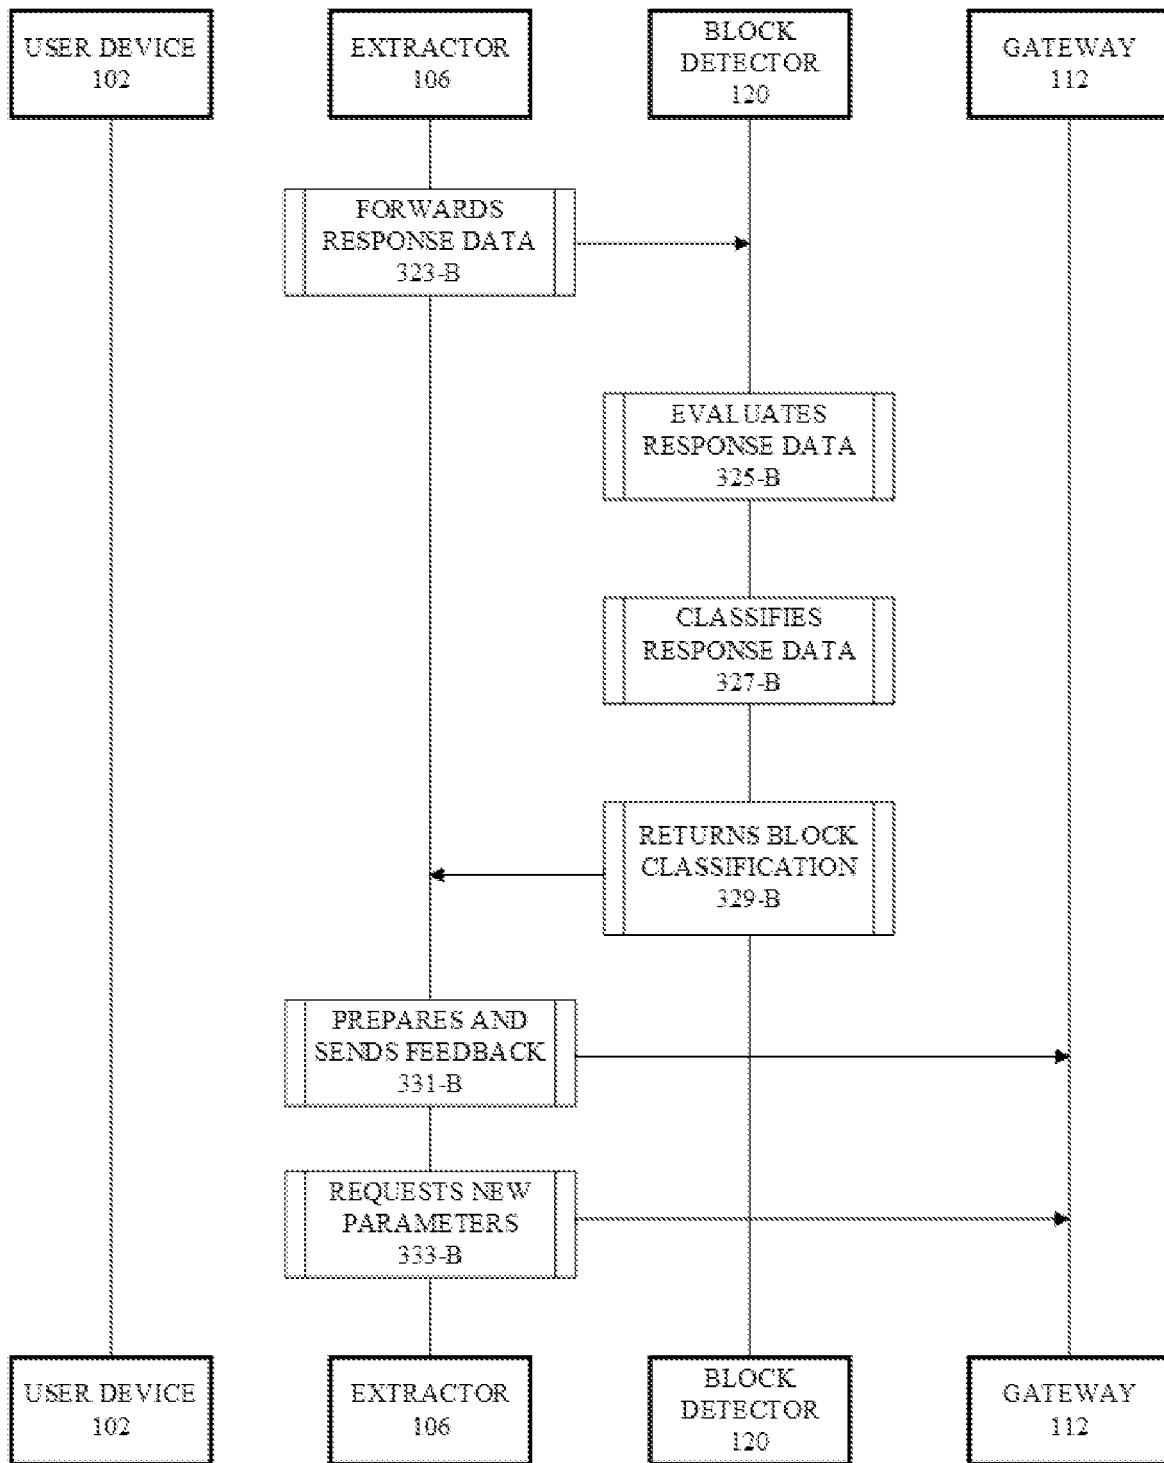 USER DEVICE
102
EXTRACTOR
106
BLOCK
DETECTOR
120
GATEWAY
112
FORWARDS
RESPONSE DATA
323-B
EVALUATES
RESPONSE DATA
325-B
CLASSIFIES
RESPONSE DATA
327-B
RETURNS BLOCK
CLASSIFICATION
329-B
PREPARES AND
SENDS FEEDBACK
331-B
REQUESTS NEW
PARAMETERS
333-B
USER DEVICE
102
EXTRACTOR
106
BLOCK
DETECTOR
120
GATEWAY
112